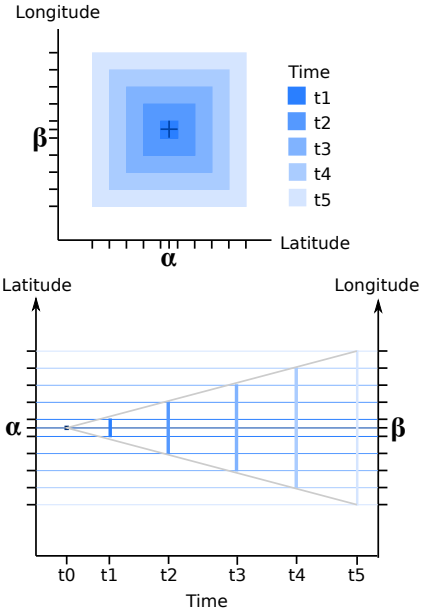 Longitude
Time
t1
t2
β
t3
t4
t5
Latitude
α
Latitude
Longitude
α
β
t0 t1 t2 t3 t4 t5
Time